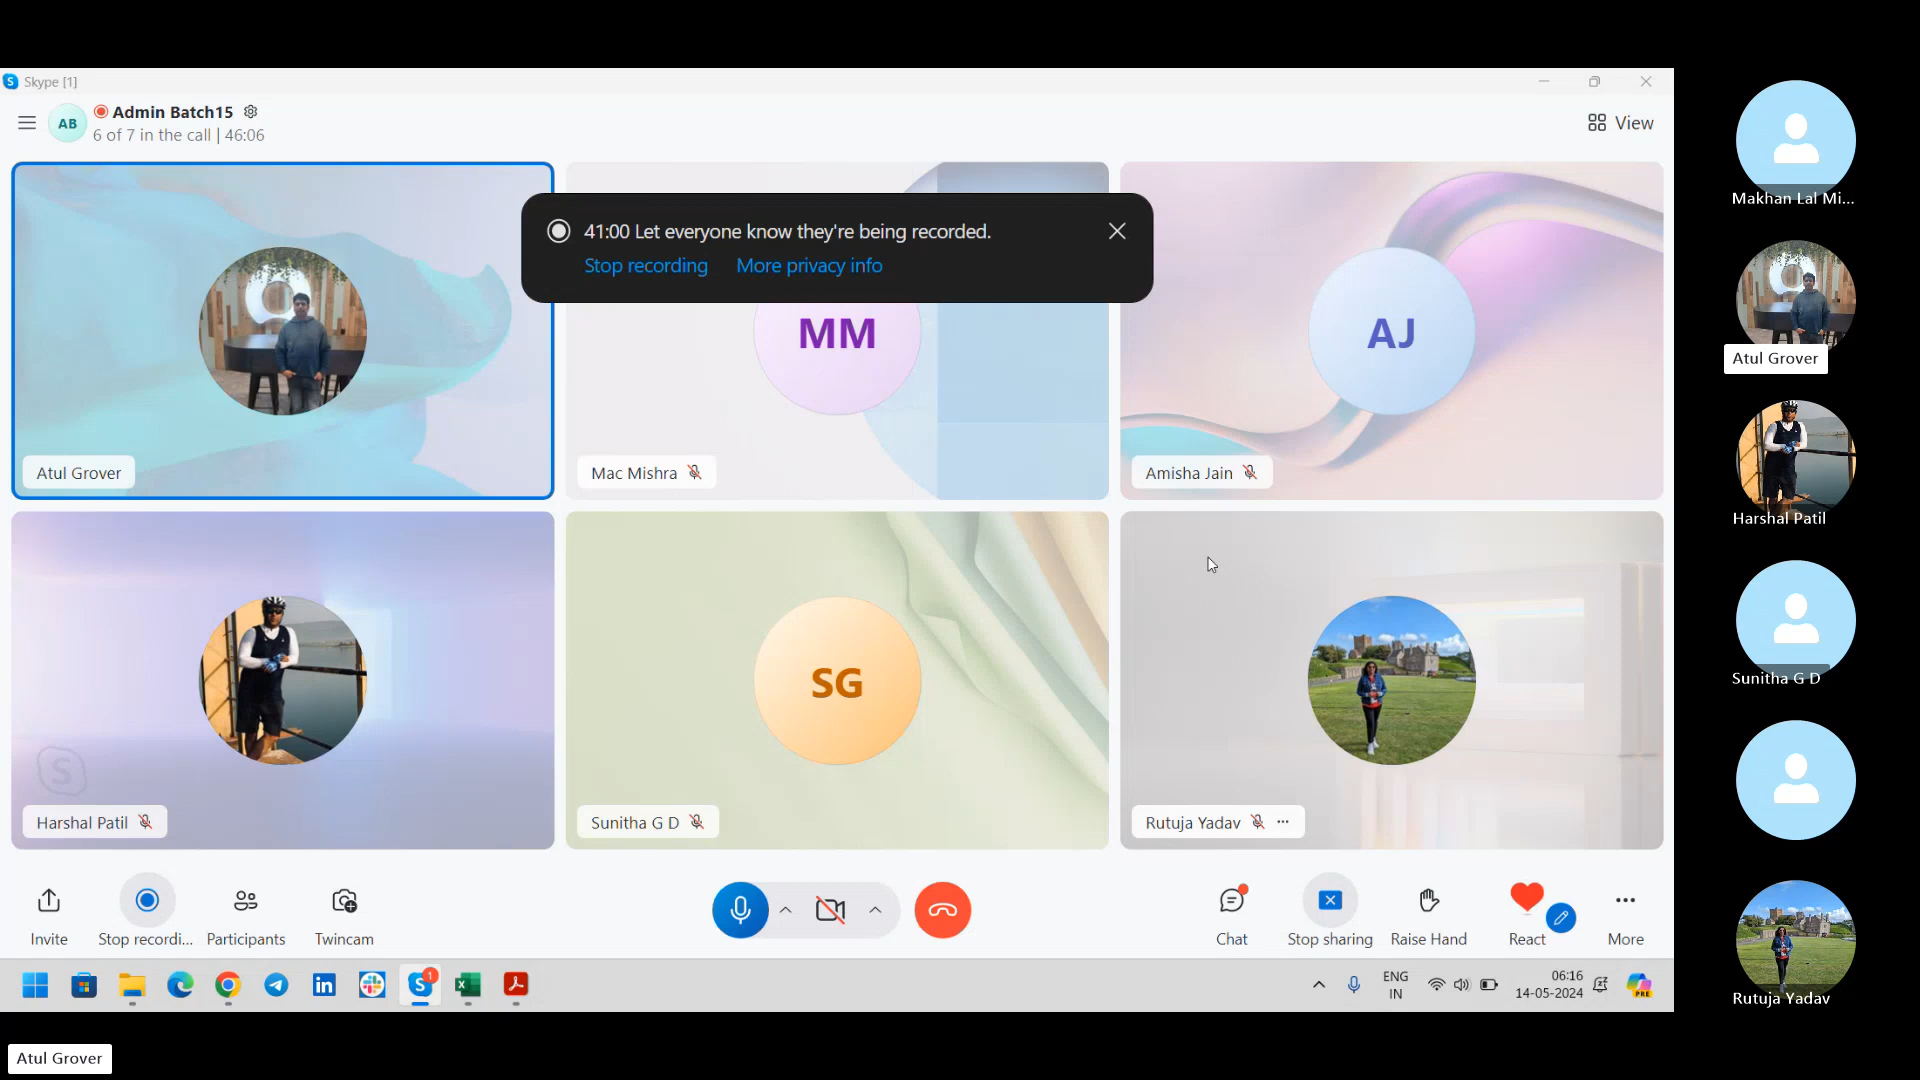 Skype [1]
AB
Admin Batch15
6 of 7 in the call | 46:06
View
41:00 Let everyone know they're being recorded.
Stop recording More privacy info
MM
AJ
Atul Grover
Mac Mishra
Amisha Jain
SG
Harshal Patil
Sunitha G D
Rutuja Yadav
Invite
Stop recordi...
Participants
Twincam
Chat
Stop sharing
Raise Hand
React
More
1
ENG
IN
06:16
14-05-2024
PRE
Makhan Lal Mi...
Atul Grover
Harshal Patil
Sunitha G D
Rutuja Yadav
Atul Grover